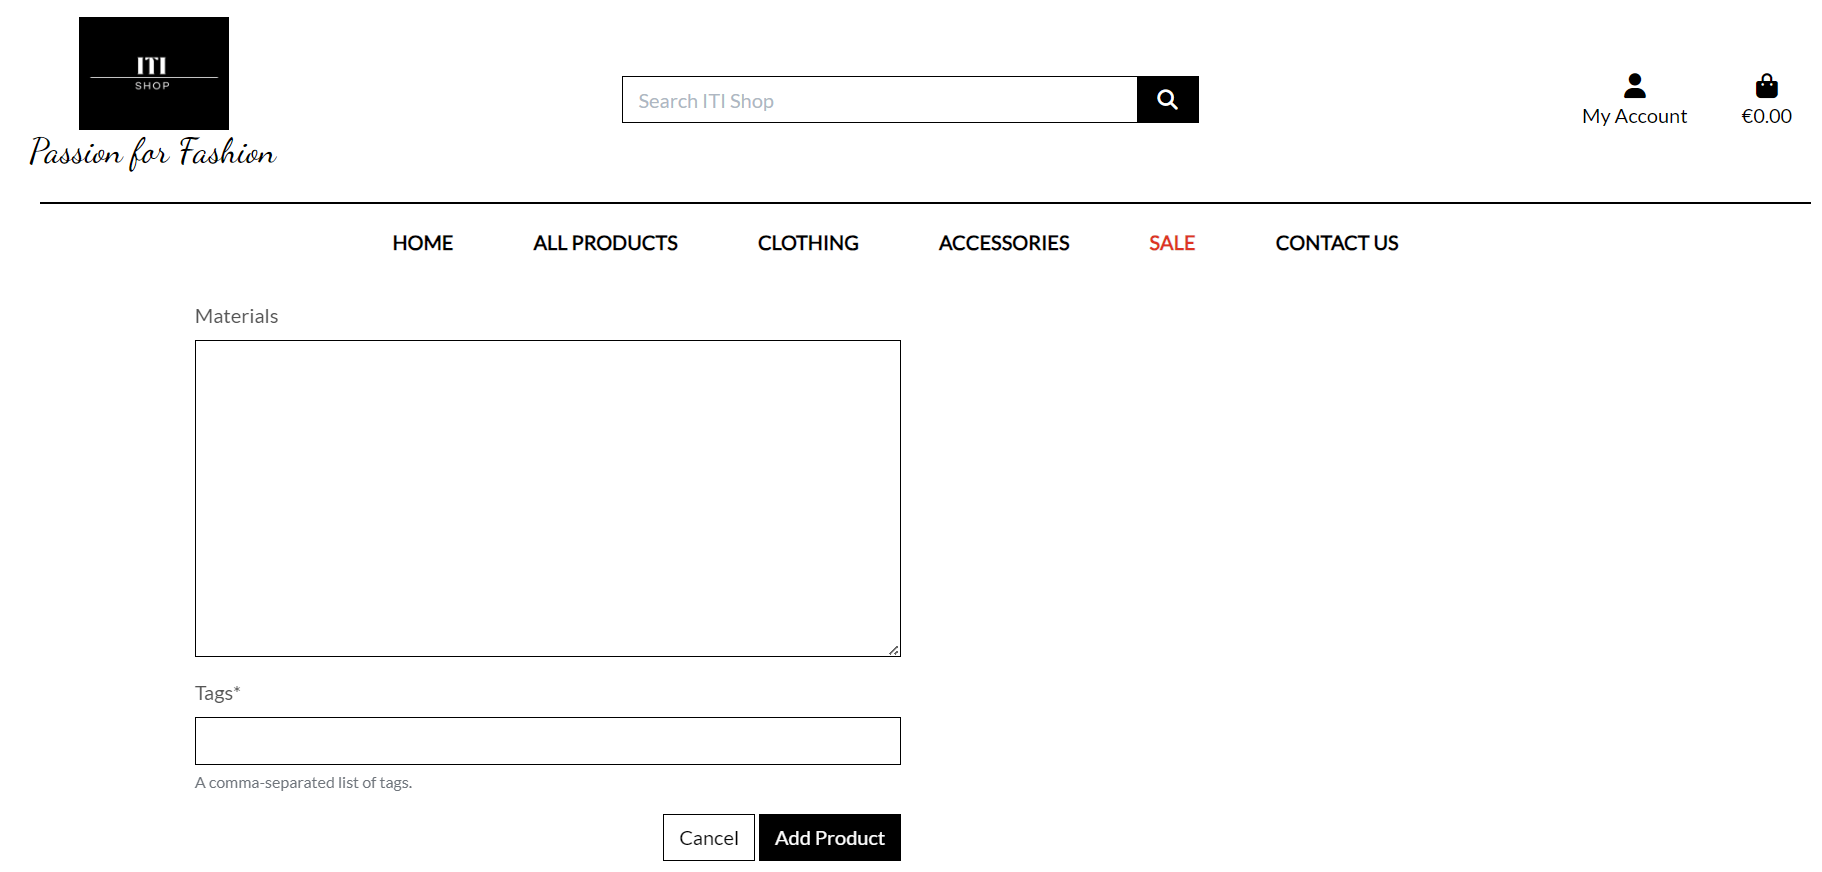 ITI
SHOP
Passion for Fashion
Search ITI Shop
My Account
€0.00
HOME
ALL PRODUCTS
CLOTHING
ACCESSORIES
SALE
CONTACT US
Materials
Tags*
A comma-separated list of tags.
Cancel
Add Product